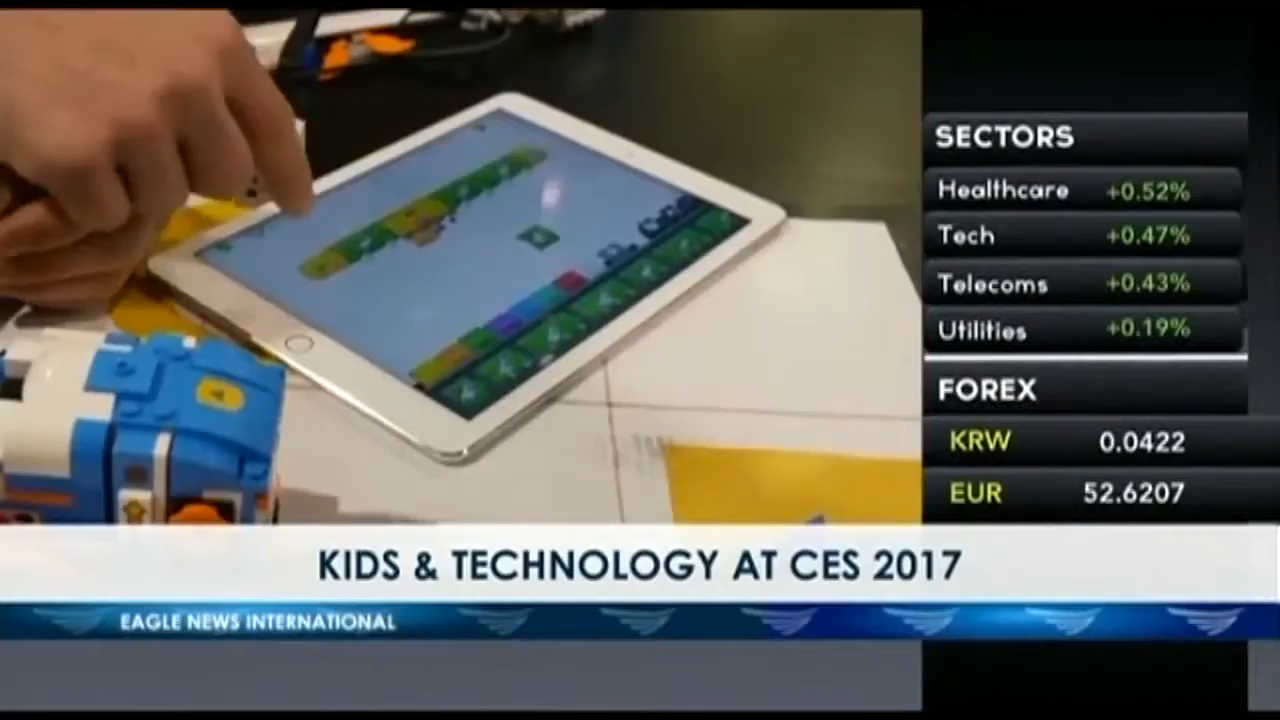 SECTORS
Healthcare +0.52%
Tech +0.47%
Telecoms +0.43%
Utilities +0.19%
FOREX
KRW 0.0422
EUR 52.6207
KIDS & TECHNOLOGY AT CES 2017
EAGLE NEWS INTERNATIONAL